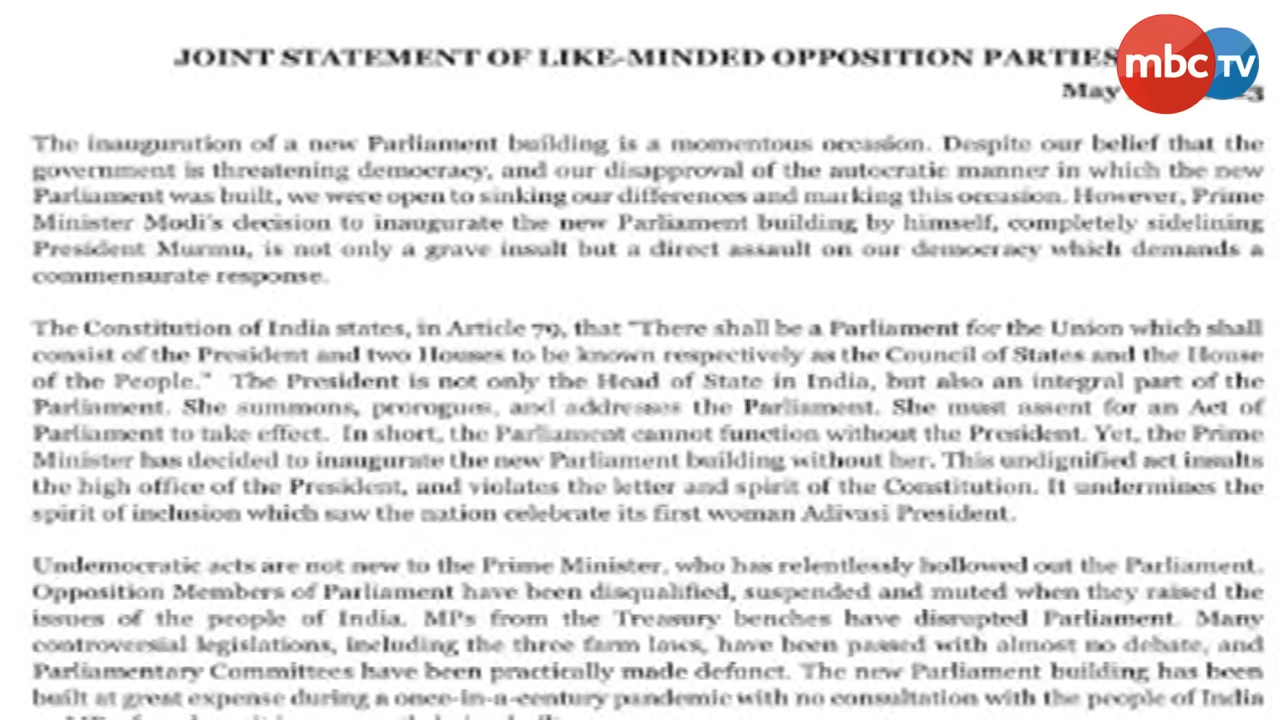 JOINT STATEMENT OF LIKE-MINDED OPPOSITION PARTIES
mbc TV
May
The inauguration of a new Parliament building is a momentous occasion. Despite our belief that the
government is threatening democracy, and our disapproval of the autocratic manner in which the new
Parliament was built, we were open to sinking our differences and marking this occasion. However, Prime
Minister Modi's decision to inaugurate the new Parliament building by himself, completely sidelining
President Murmu, is not only a grave insult but a direct assault on our democracy which demands a
commensurate response.
The Constitution of India states, in Article 79, that "There shall be a Parliament for the Union which shall
consist of the President and two Houses to be known respectively as the Council of States and the House
of the People." The President is not only the Head of State in India, but also an integral part of the
Parliament. She summons, prorogues, and addresses the Parliament. She must assent for an Act of
Parliament to take effect. In short, the Parliament cannot function without the President. Yet, the Prime
Minister has decided to inaugurate the new Parliament building without her. This undignified act insults
the high office of the President, and violates the letter and spirit of the Constitution. It undermines the
spirit of inclusion which saw the nation celebrate its first woman Adivasi President.
Undemocratic acts are not new to the Prime Minister, who has relentlessly hollowed out the Parliament.
Opposition Members of Parliament have been disqualified, suspended and muted when they raised the
issues of the people of India. MPs from the Treasury benches have disrupted Parliament. Many
controversial legislations, including the three farm laws, have been passed with almost no debate, and
Parliamentary Committees have been practically made defunct. The new Parliament building has been
built at great expense during a once-in-a-century pandemic with no consultation with the people of India